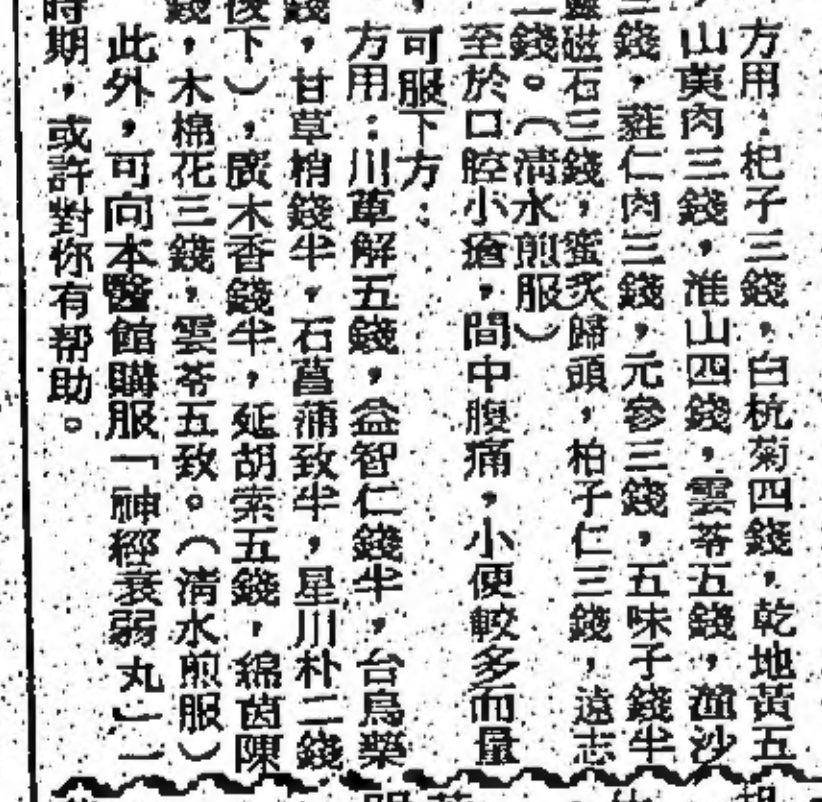 方用：杞子三錢，白杭菊四錢，乾地黃五
，山萸肉三錢，淮山四錢，雲苓五錢，蘊沙
三錢，蕤仁肉三錢，元參三錢，五味子錢半
靈磁石三錢，蜜炙歸頭，柏子仁三錢，遠志
二錢。（清水煎服）
至於口腔小瘡，間中腹痛，小便較多而量
，可服下方：
方用：川萆解五錢，益智仁錢半，台烏藥
錢，甘草梢錢半，石菖蒲致半，星川朴二錢
後下），廣木香錢半，延胡索五錢，綿茵陳
錢，木棉花三錢，雲苓五致。（清水煎服）
此外，可向本醫館購服「神經衰弱丸」一
時期，或許對你有幫助。